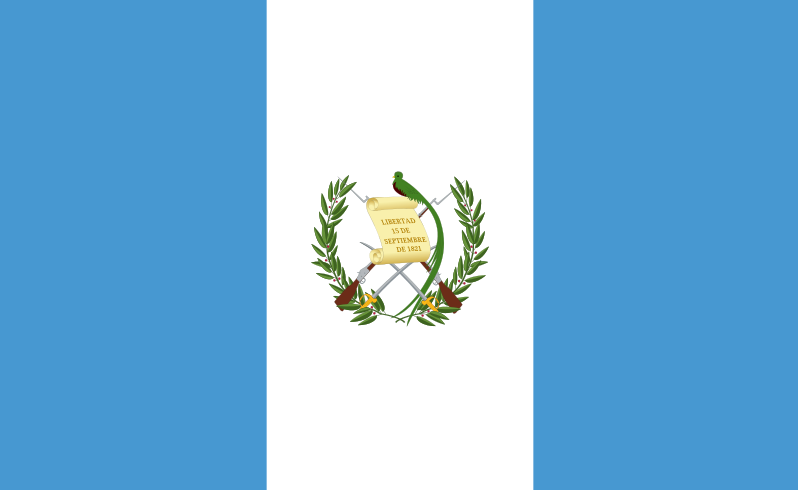 LIBERTAD
15 DE
SEPTIEMBRE
DE 1821